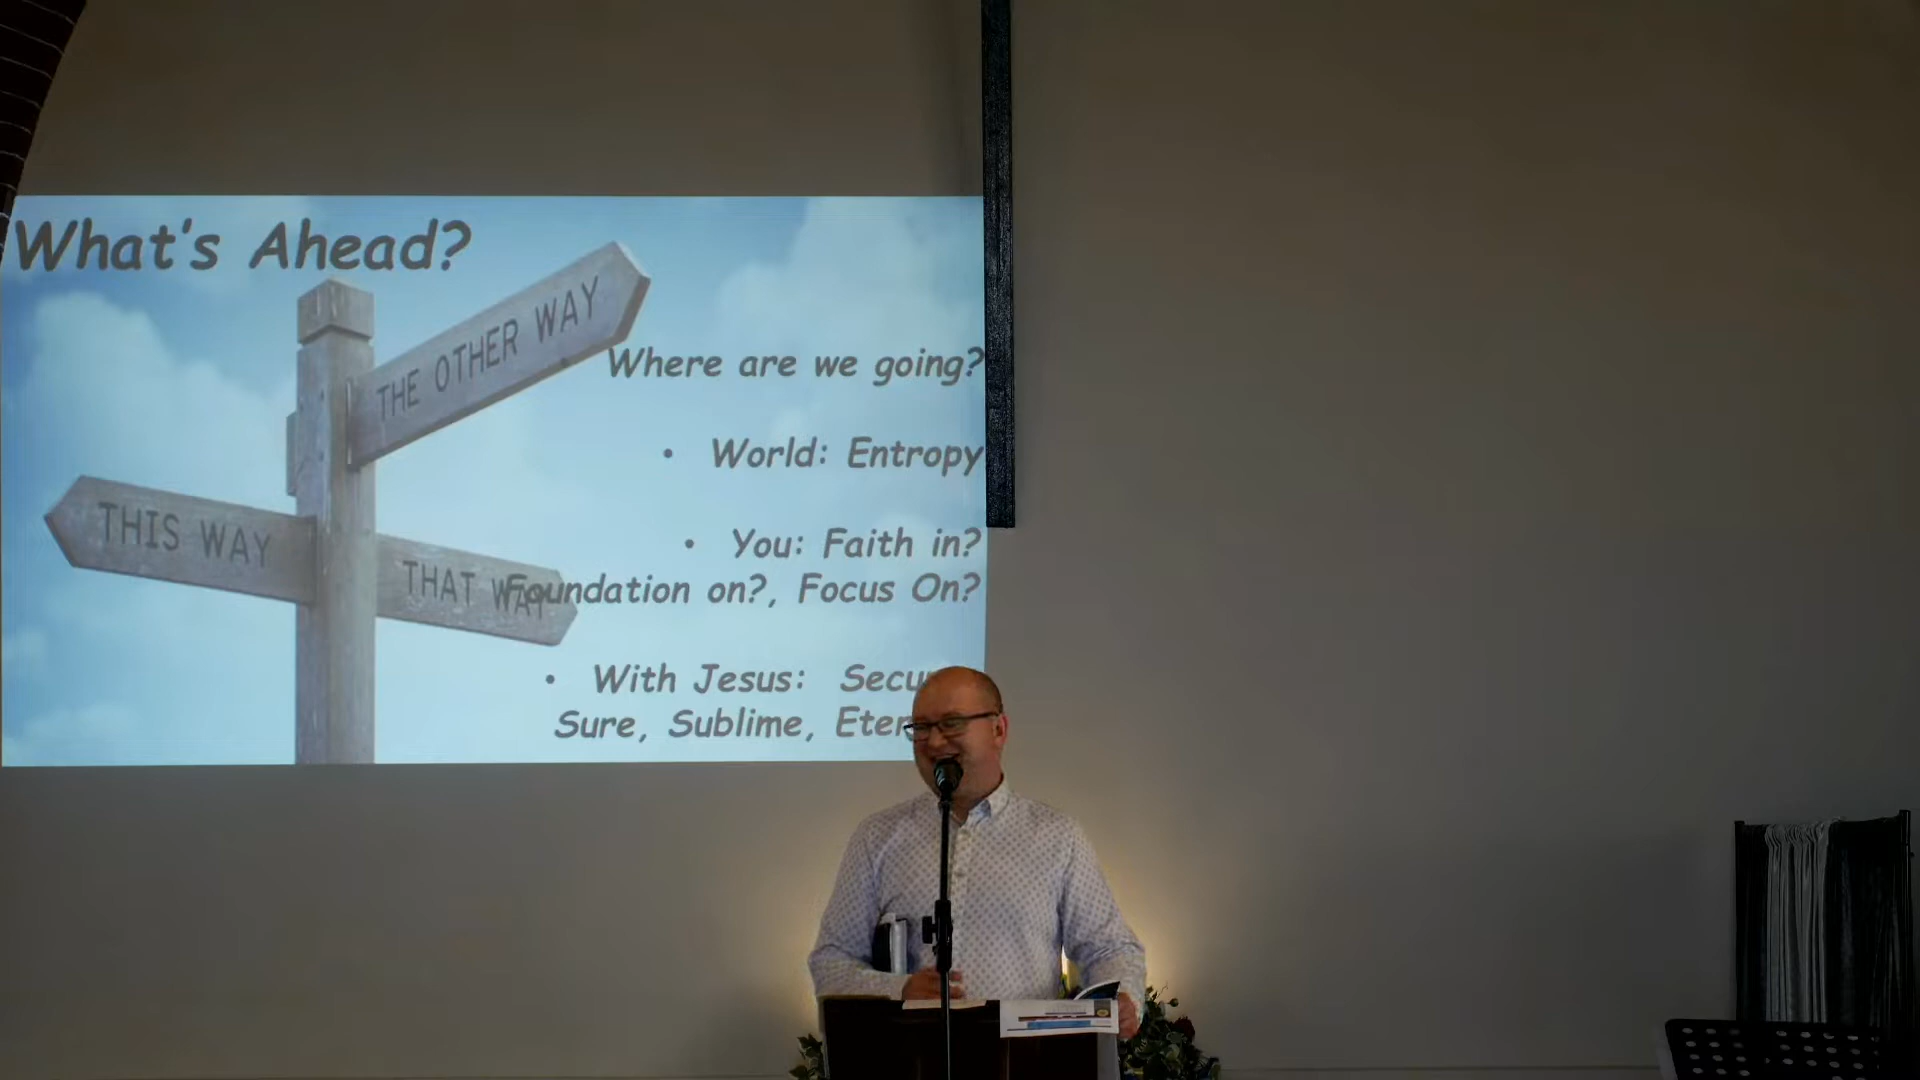 What's Ahead?
THE OTHER WAY
Where are we going?
• World: Entropy
THIS WAY
• You: Faith in?
THAT WAY
Foundation on?, Focus On?
• With Jesus:
Sure, Sublime,